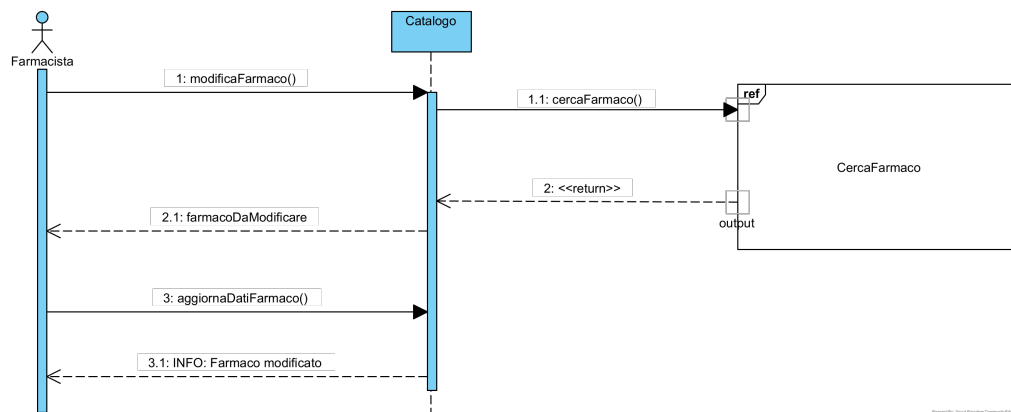 Catalogo
Farmacista
1: modificaFarmaco()
ref
1.1: cercaFarmaco()
CercaFarmaco
2: <<return>>
2.1: farmacoDaModificare
output
3: aggiornaDatiFarmaco()
3.1: INFO: Farmaco modificato